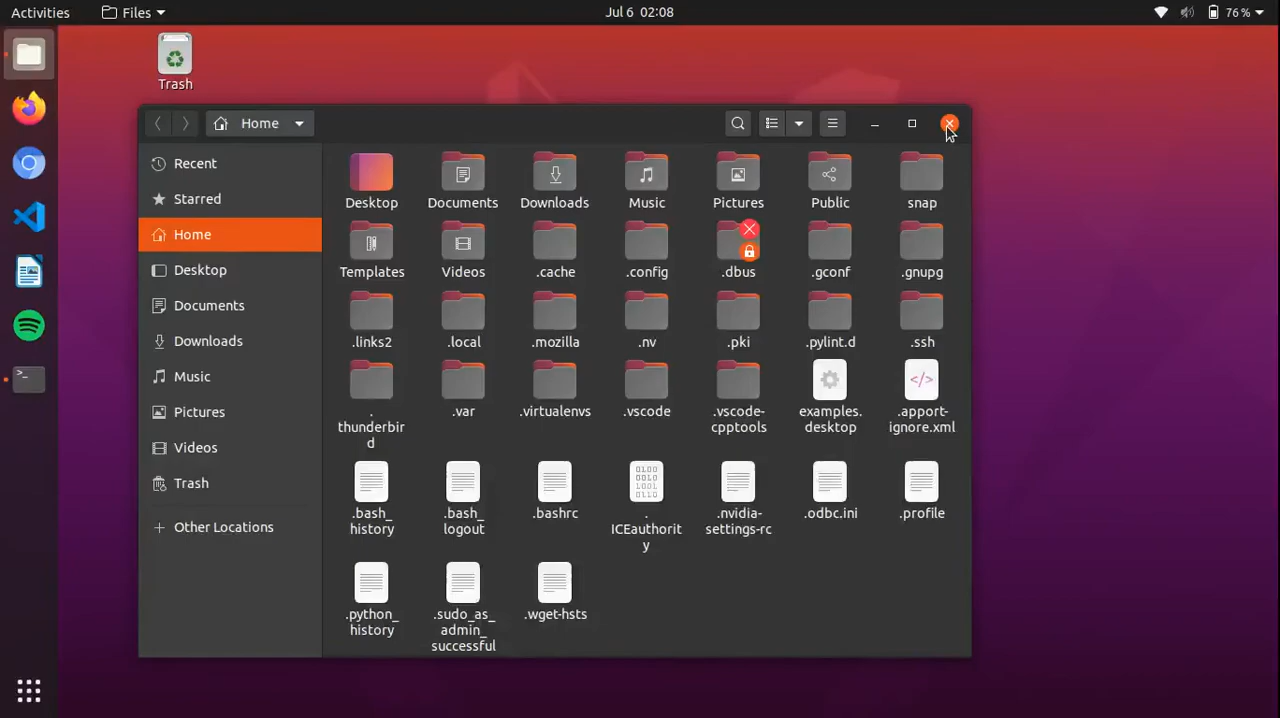 Activities
Files
Jul 6 02:08
76%
Trash
Home
Recent
Starred
Home
Desktop
Documents
Downloads
Music
Pictures
Videos
Trash
Other Locations
Desktop
Documents
Downloads
Music
Pictures
Public
snap
Templates
Videos
.cache
.config
.dbus
.gconf
.gnupg
.links2
.local
.mozilla
.nv
.pki
.pylint.d
.ssh
.
thunderbir
d
.var
.virtualenvs
.vscode
.vscode-
cpptools
examples.
desktop
.apport-
ignore.xml
.bash_
history
.bash_
logout
.bashrc
.
ICEauthorit
y
.nvidia-
settings-rc
.odbc.ini
.profile
.python_
history
.sudo_as_
admin_
successful
.wget-hsts